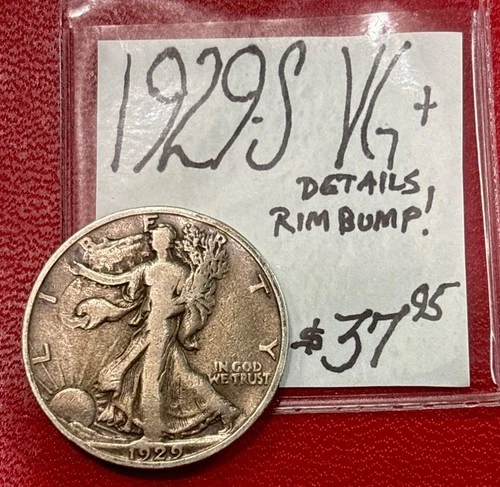 1929-S VG+
DETAILS,
RIM BUMP!
$37.95
LIBERTY
IN GOD
WE TRUST
1929